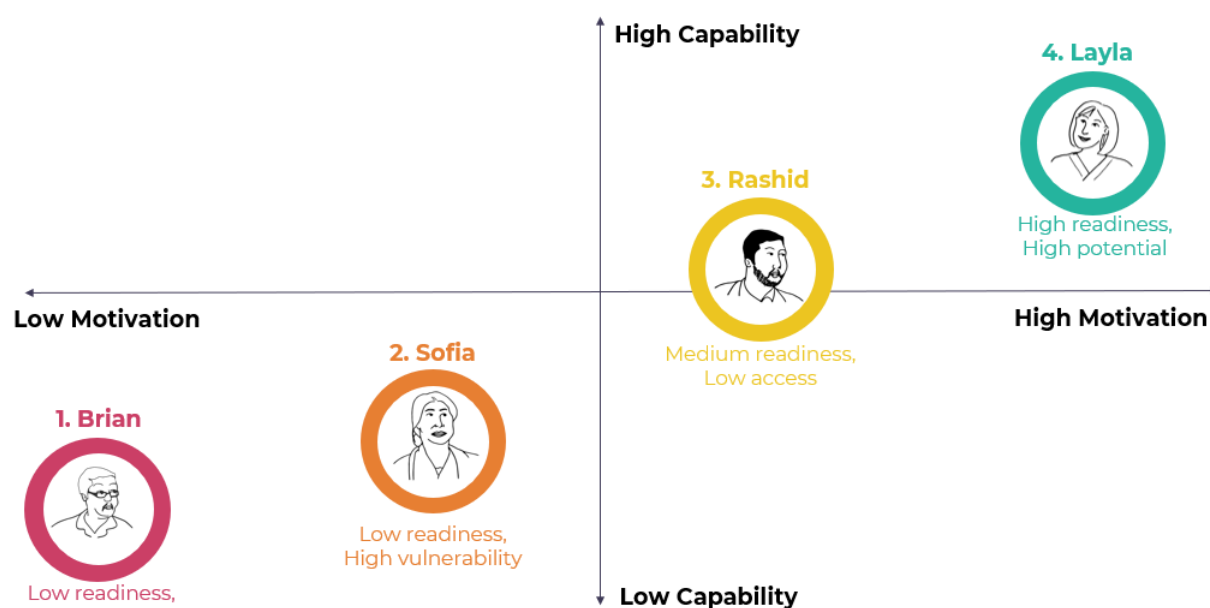 High Capability
4. Layla
High readiness,
High potential
3. Rashid
Medium readiness,
Low access
Low Motivation
High Motivation
2. Sofia
Low readiness,
High vulnerability
1. Brian
Low readiness,
Low Capability